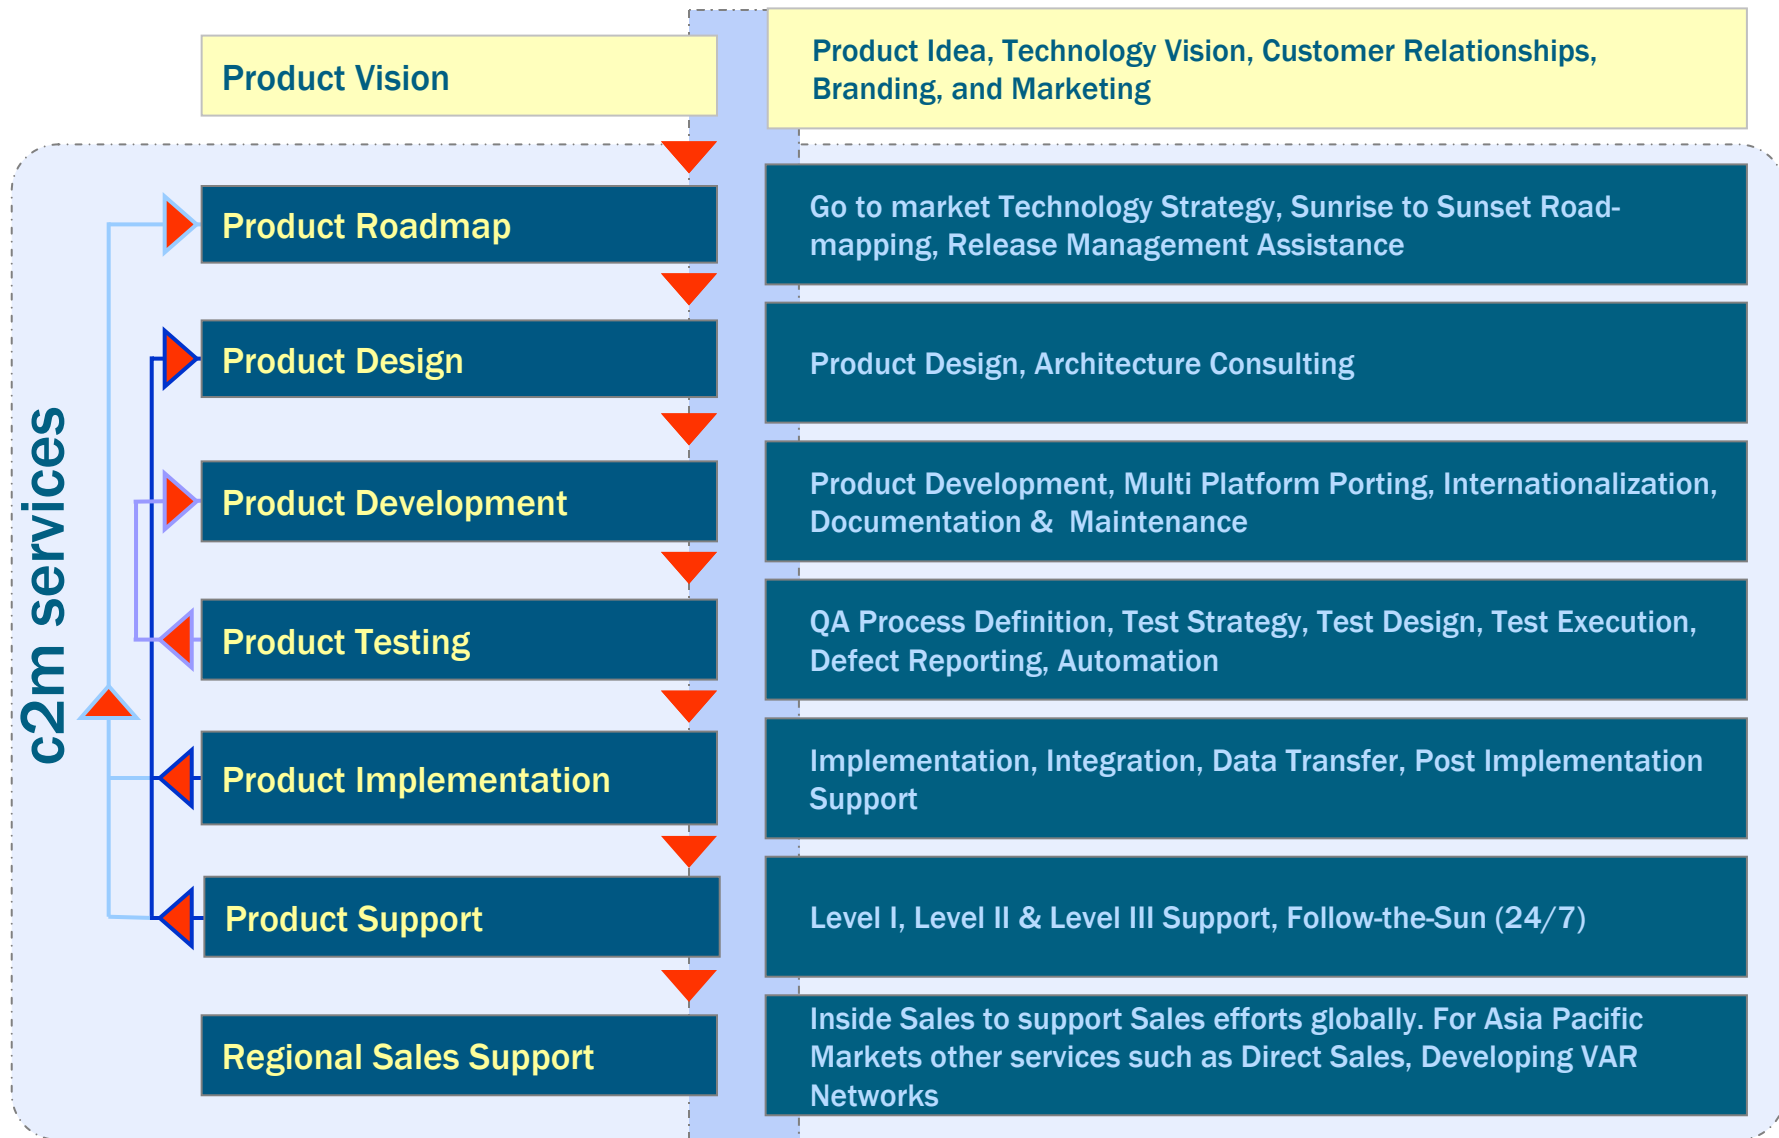 Product Vision
Product Idea, Technology Vision, Customer Relationships,
Branding, and Marketing
c2m services
Product Roadmap
Go to market Technology Strategy, Sunrise to Sunset Road-
mapping, Release Management Assistance
Product Design
Product Design, Architecture Consulting
Product Development
Product Development, Multi Platform Porting, Internationalization,
Documentation &  Maintenance
Product Testing
QA Process Definition, Test Strategy, Test Design, Test Execution,
Defect Reporting, Automation
Product Implementation
Implementation, Integration, Data Transfer, Post Implementation
Support
Product Support
Level I, Level II & Level III Support, Follow-the-Sun (24/7)
Regional Sales Support
Inside Sales to support Sales efforts globally. For Asia Pacific
Markets other services such as Direct Sales, Developing VAR
Networks